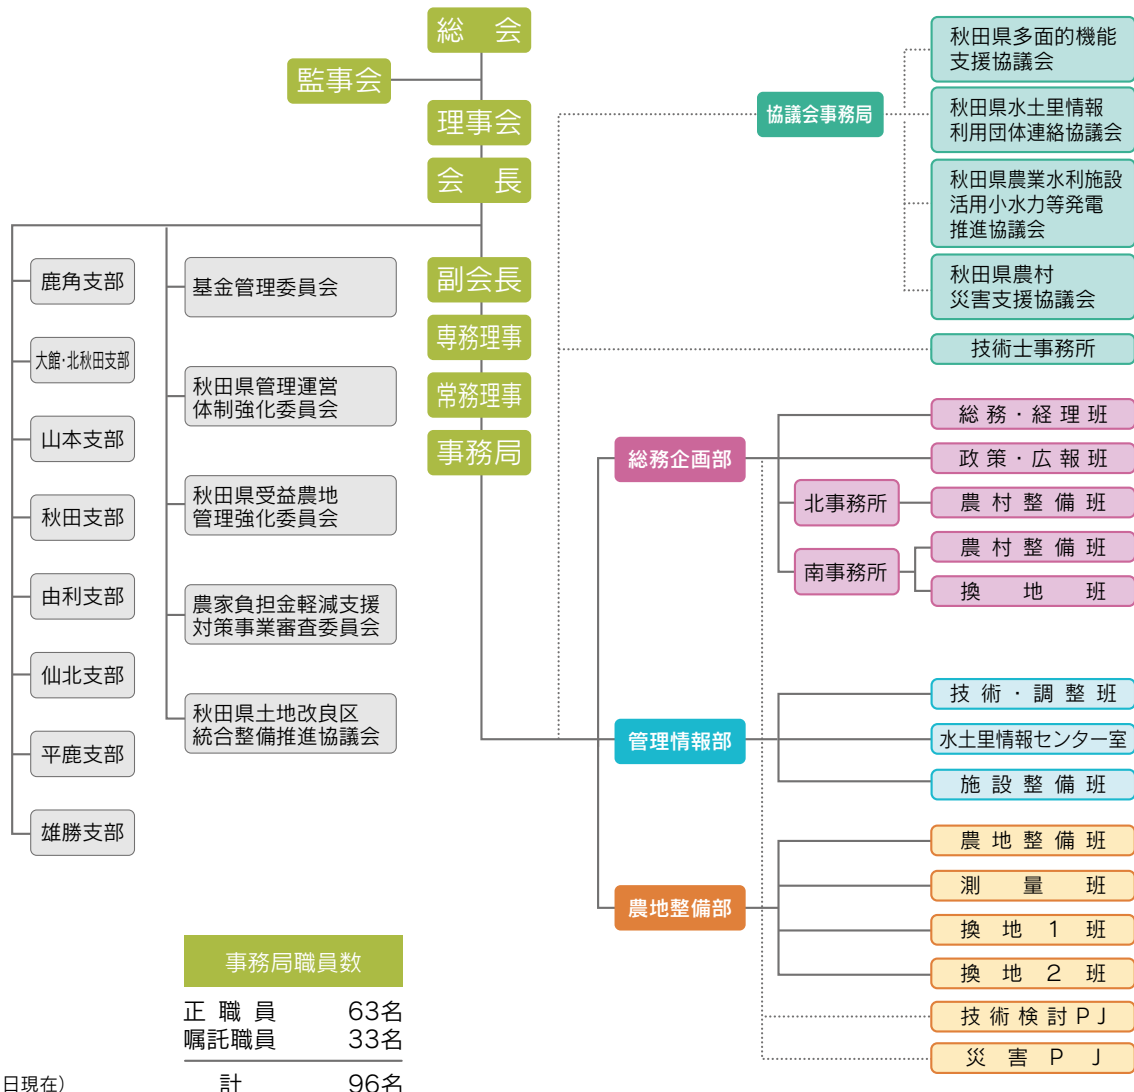 総会
監事会
理事会
会長
副会長
専務理事
常務理事
事務局
鹿角支部
大館・北秋田支部
山本支部
秋田支部
由利支部
仙北支部
平鹿支部
雄勝支部
基金管理委員会
秋田県管理運営
体制強化委員会
秋田県受益農地
管理強化委員会
農家負担金軽減支援
対策事業審査委員会
秋田県土地改良区
統合整備推進協議会
協議会事務局
秋田県多面的機能
支援協議会
秋田県水土里情報
利用団体連絡協議会
秋田県農業水利施設
活用小水力等発電
推進協議会
秋田県農村
災害支援協議会
技術士事務所
総務企画部
総務・経理班
政策・広報班
北事務所
農村整備班
南事務所
農村整備班
換地班
管理情報部
技術・調整班
水土里情報センター室
施設整備班
農地整備部
農地整備班
測量班
換地1班
換地2班
技術検討PJ
災害PJ
事務局職員数
正職員 63名
嘱託職員 33名
計 96名
日現在）